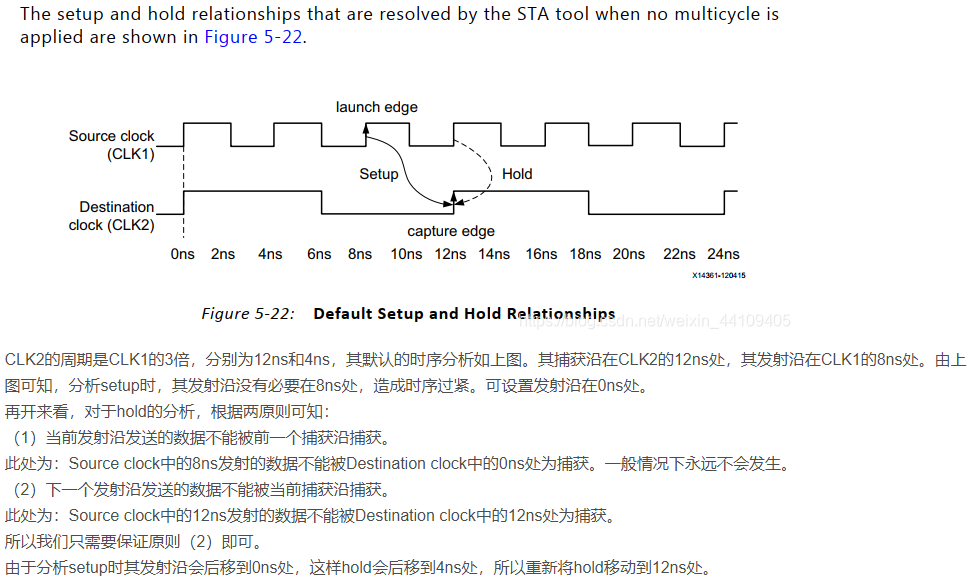 The setup and hold relationships that are resolved by the STA tool when no multicycle is
applied are shown in Figure 5-22.
launch edge
Source clock
(CLK1)
Setup
Hold
Destination
clock (CLK2)
capture edge
0ns 2ns 4ns 6ns 8ns 10ns 12ns 14ns 16ns 18ns 20ns 22ns 24ns
X14361-120415
Figure 5-22: Default Setup and Hold Relationships
https://blog.csdn.net/weixin_44109405
CLK2的周期是CLK1的3倍，分别为12ns和4ns，其默认的时序分析如上图。其捕获沿在CLK2的12ns处，其发射沿在CLK1的8ns处。由上
图可知，分析setup时，其发射沿没有必要在8ns处，造成时序过紧。可设置发射沿在0ns处。
再开来看，对于hold的分析，根据两原则可知：
（1）当前发射沿发送的数据不能被前一个捕获沿捕获。
此处为：Source clock中的8ns发射的数据不能被Destination clock中的0ns处为捕获。一般情况下永远不会发生。
（2）下一个发射沿发送的数据不能被当前捕获沿捕获。
此处为：Source clock中的12ns发射的数据不能被Destination clock中的12ns处为捕获。
所以我们只需要保证原则（2）即可。
由于分析setup时其发射沿会后移到0ns处，这样hold会后移到4ns处，所以重新将hold移动到12ns处。